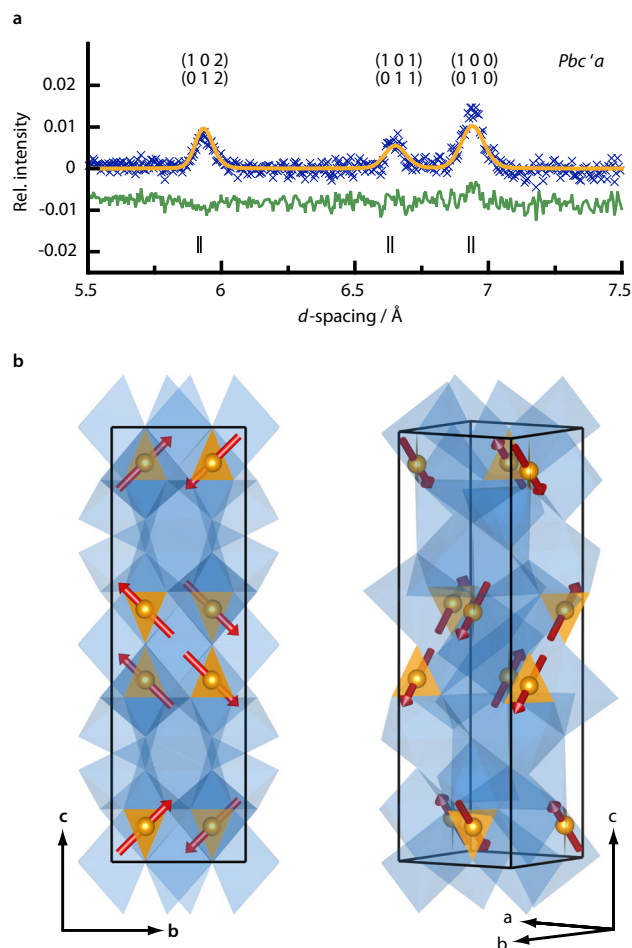 a
(1 0 2) (1 0 1) (1 0 0) Pbc'a
(0 1 2) (0 1 1) (0 1 0)
0.02
0.01
0
-0.01
-0.02
Rel. intensity
5.5 6 6.5 7 7.5
d-spacing / Å
b
c
b
c
a
b